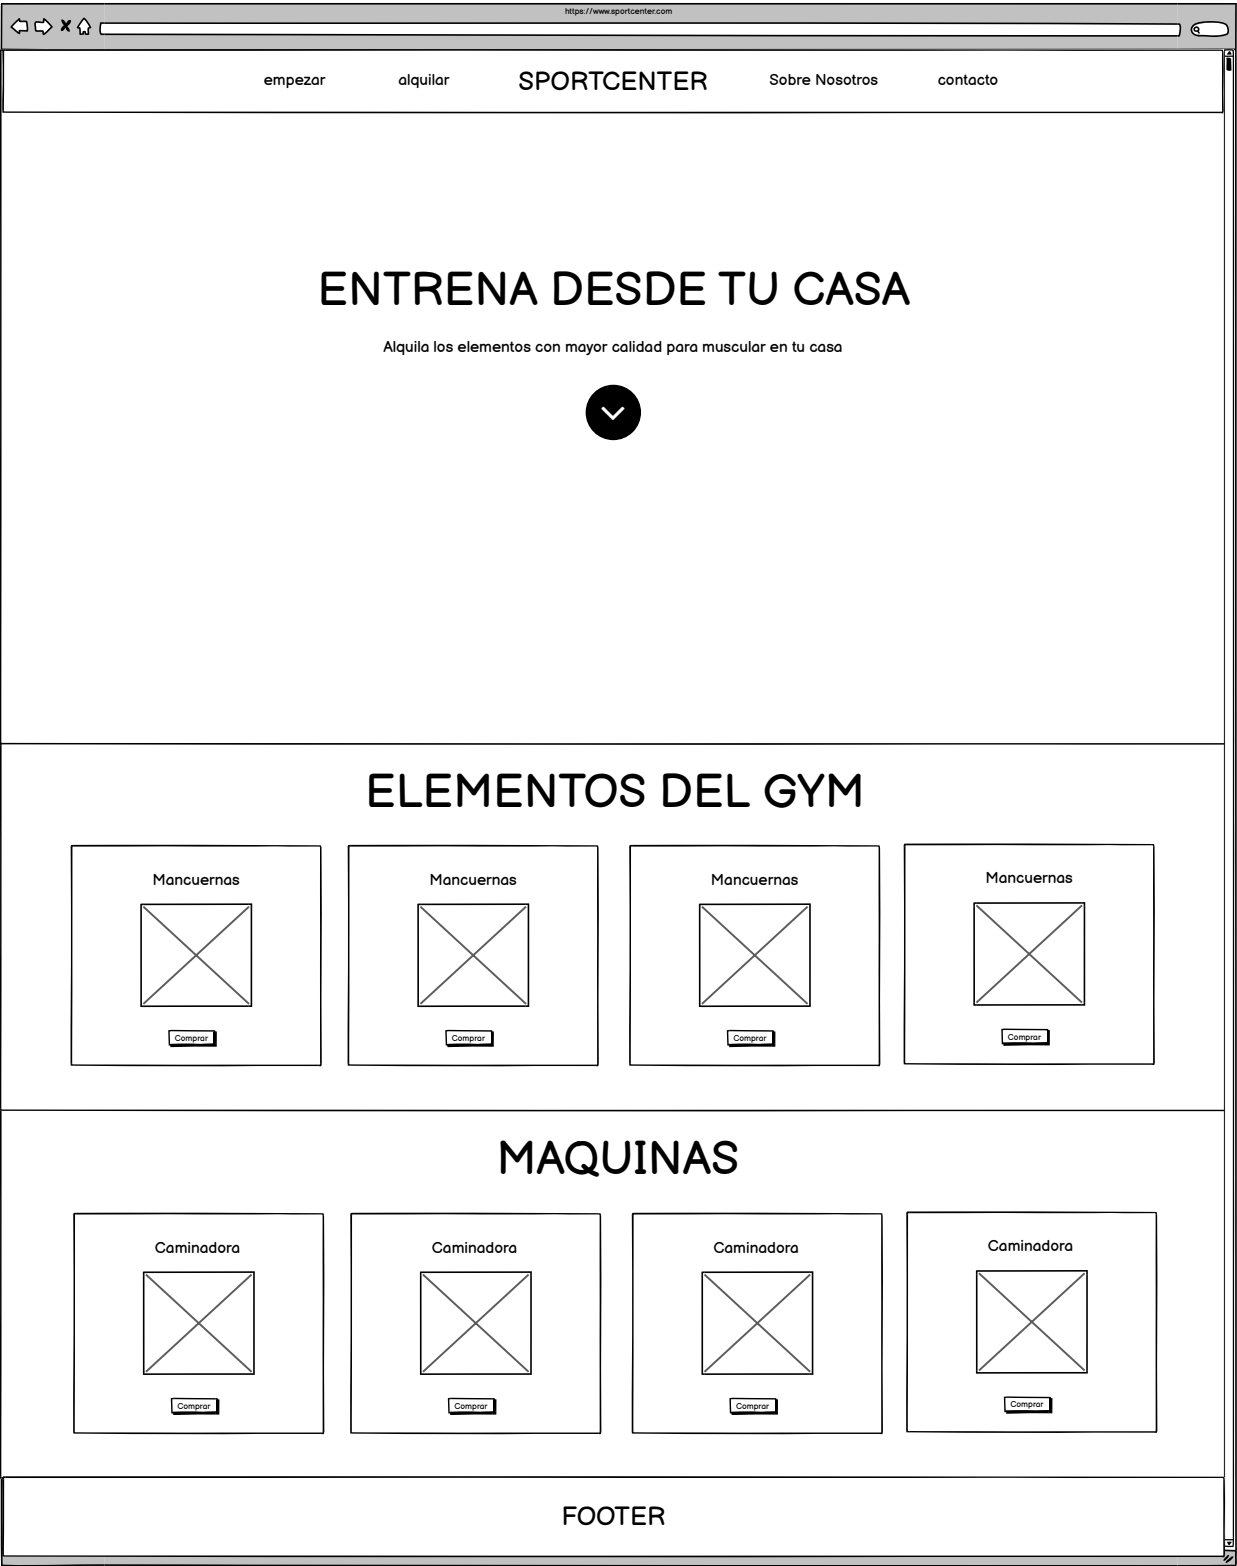 https://www.sportcenter.com
empezar alquilar SPORTCENTER Sobre Nosotros contacto
ENTRENA DESDE TU CASA
Alquila los elementos con mayor calidad para muscular en tu casa
ELEMENTOS DEL GYM
Mancuernas Mancuernas Mancuernas Mancuernas
Comprar Comprar Comprar Comprar
MAQUINAS
Caminadora Caminadora Caminadora Caminadora
Comprar Comprar Comprar Comprar
FOOTER